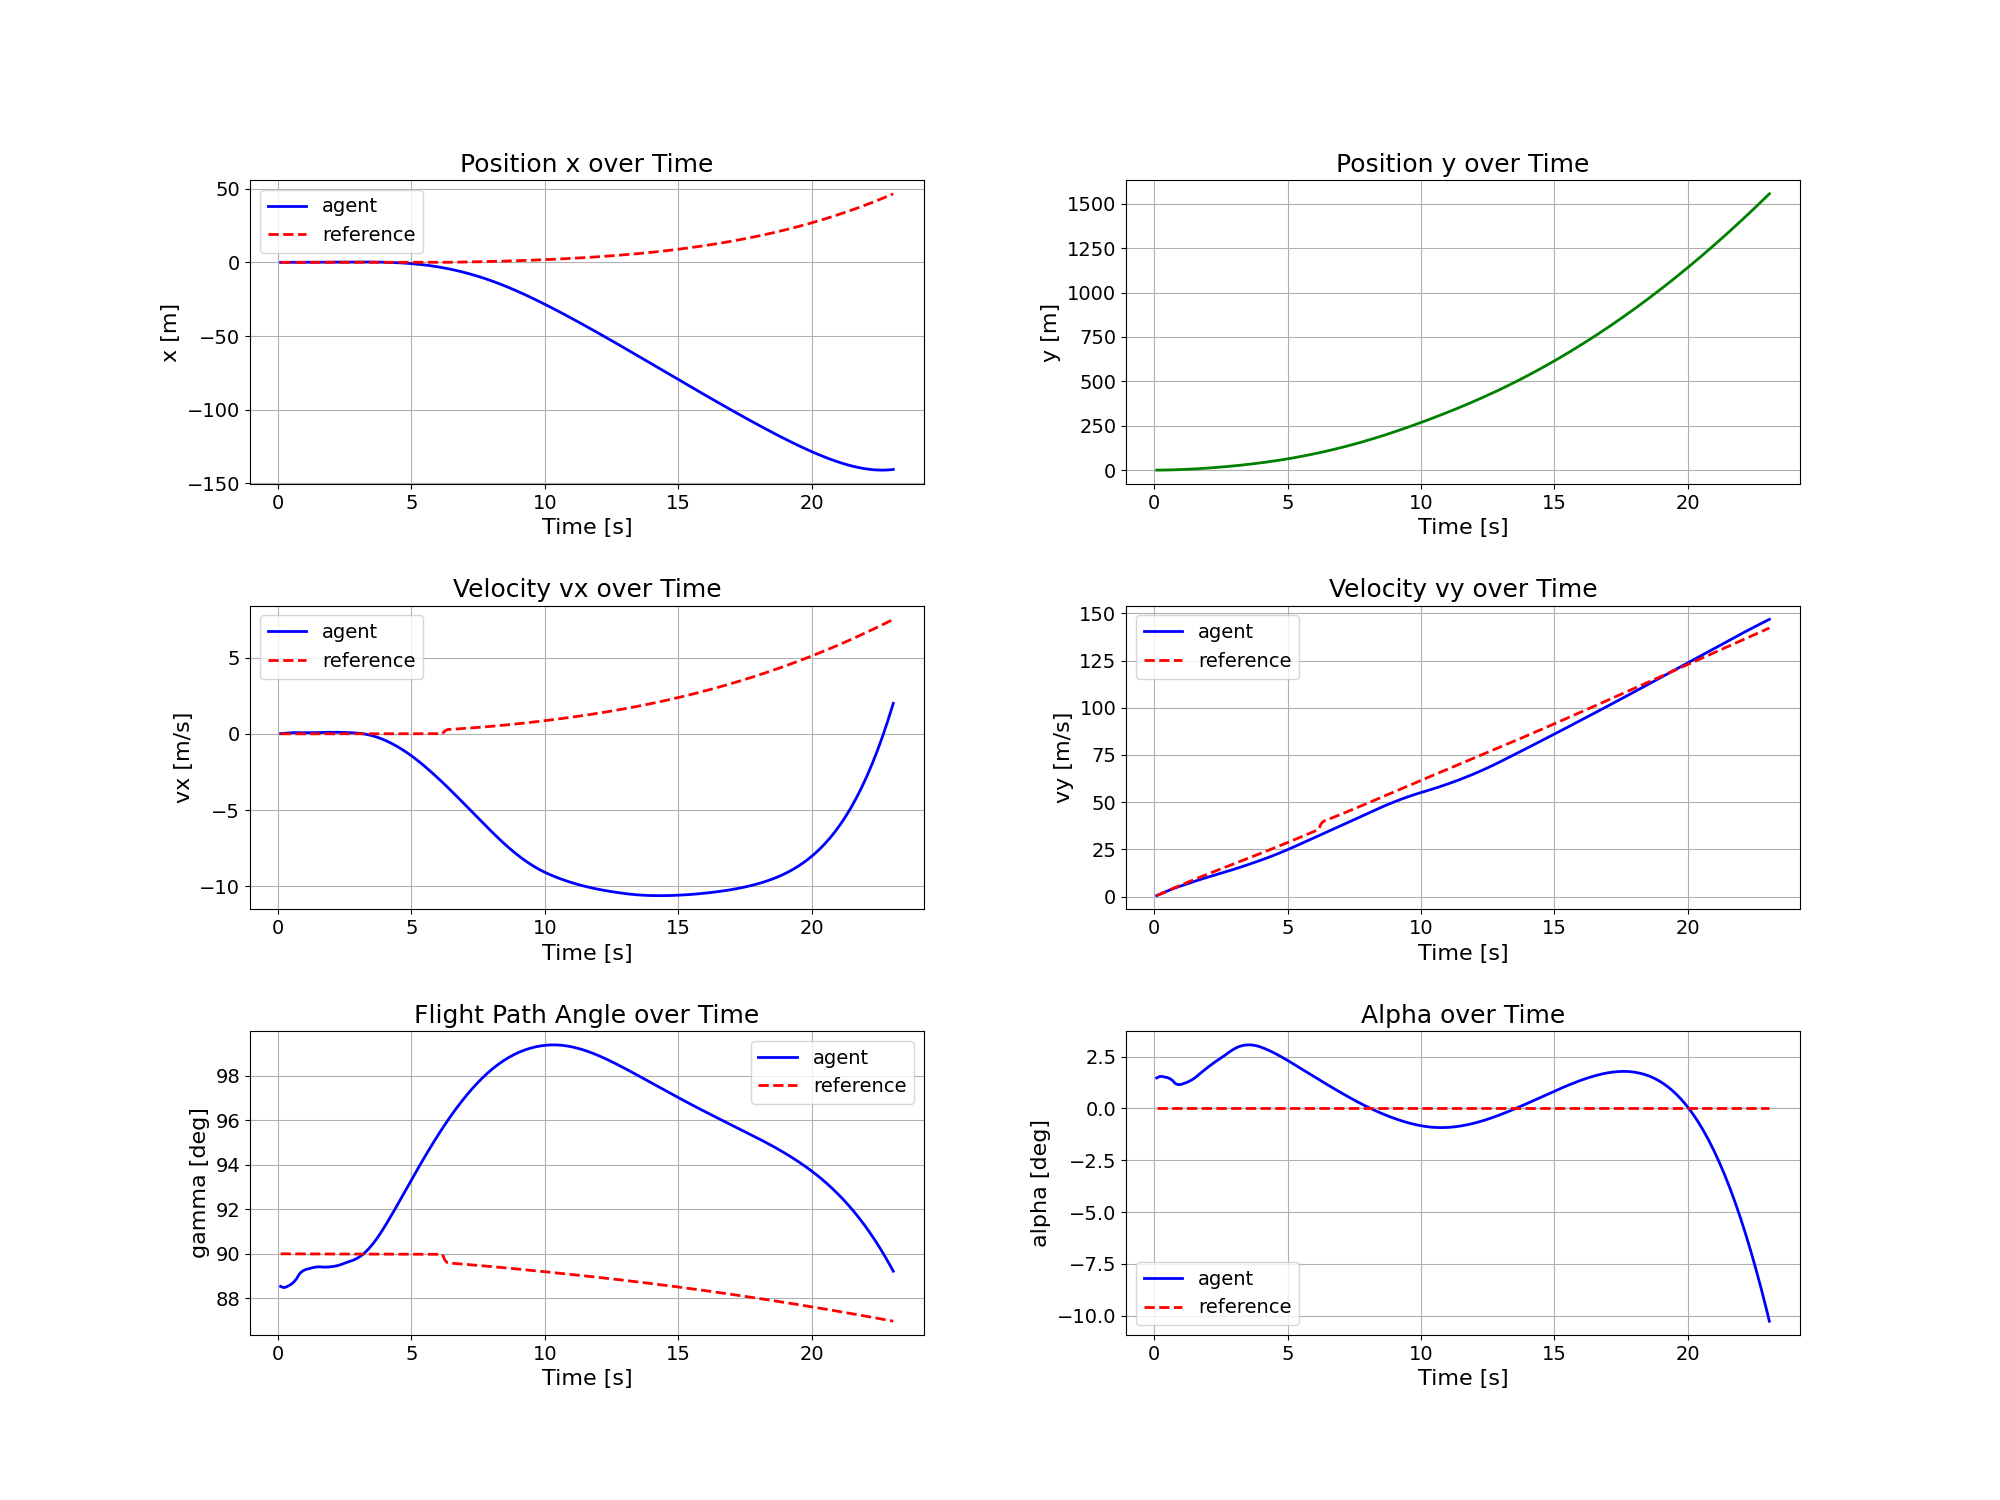 Position x over Time
agent
reference
x [m]
50
0
−50
−100
−150
0 5 10 15 20
Time [s]
Position y over Time
y [m]
1500
1250
1000
750
500
250
0
0 5 10 15 20
Time [s]
Velocity vx over Time
agent
reference
vx [m/s]
5
0
−5
−10
0 5 10 15 20
Time [s]
Velocity vy over Time
agent
reference
vy [m/s]
150
125
100
75
50
25
0
0 5 10 15 20
Time [s]
Flight Path Angle over Time
agent
reference
gamma [deg]
98
96
94
92
90
88
0 5 10 15 20
Time [s]
Alpha over Time
alpha [deg]
2.5
0.0
−2.5
−5.0
−7.5
−10.0
agent
reference
0 5 10 15 20
Time [s]